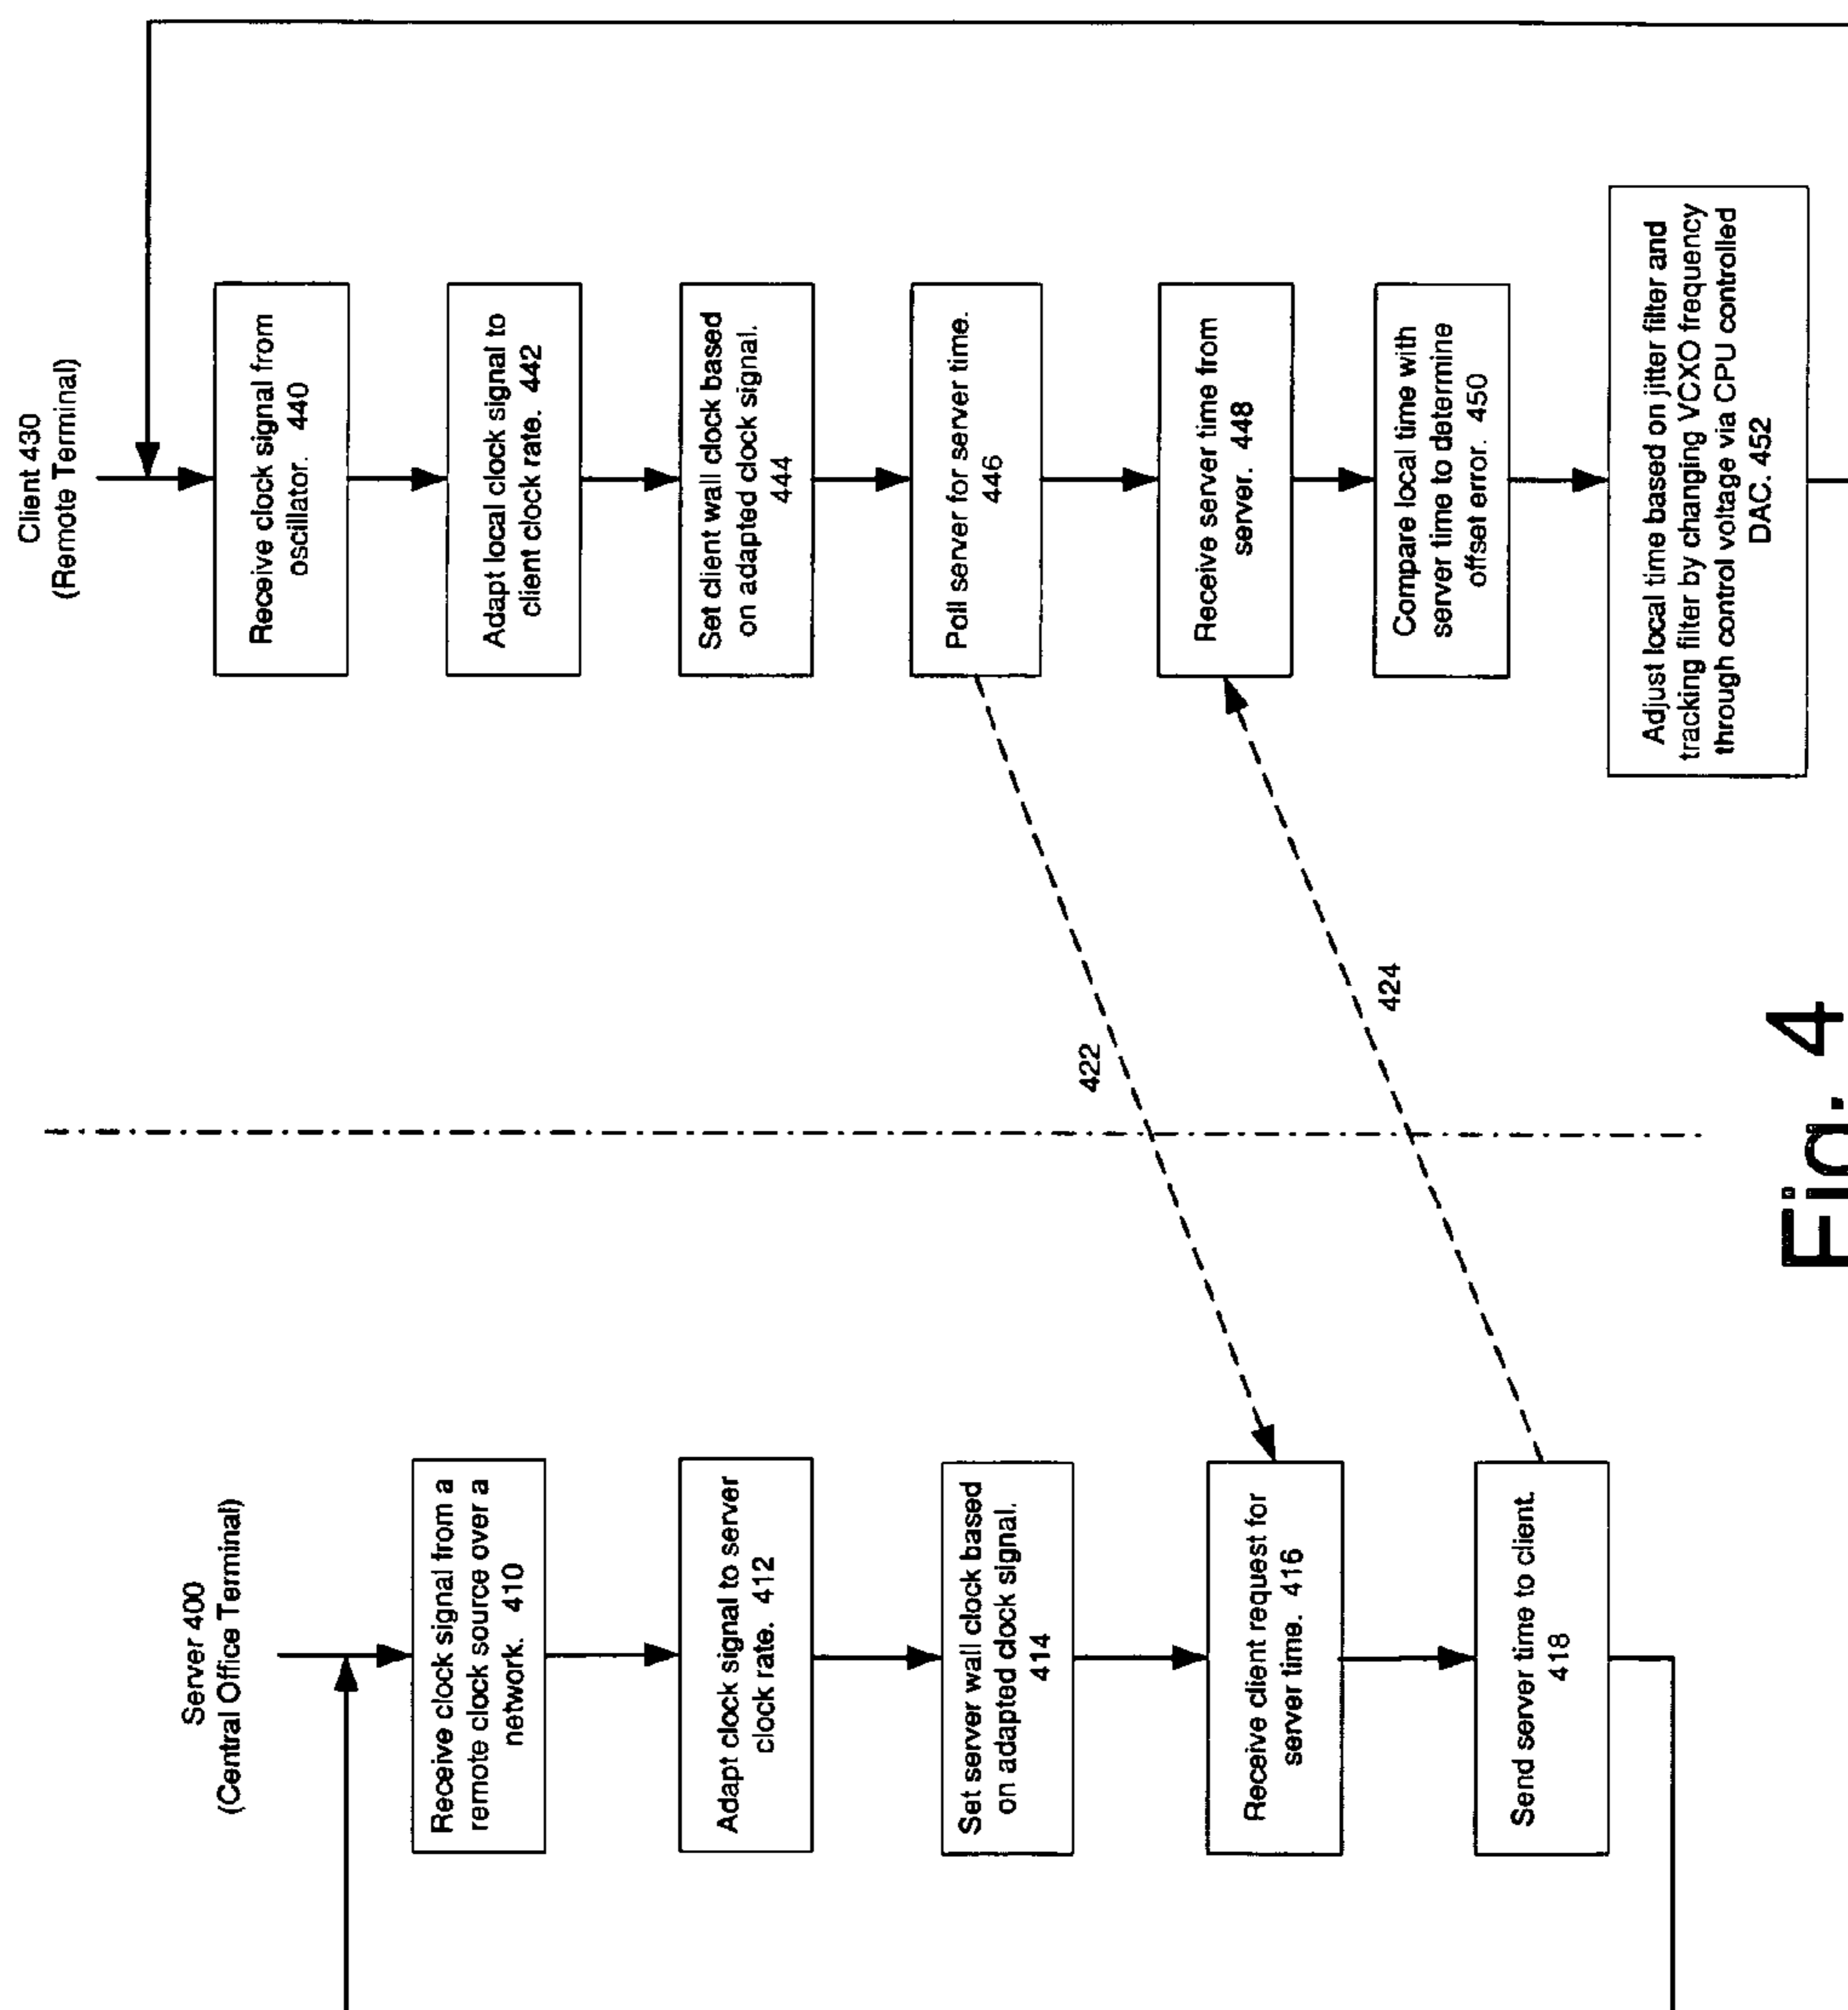 Server 400
(Central Office Terminal)
Receive clock signal from a
remote clock source over a
network. 410
Adapt clock signal to server
clock rate. 412
Set server wall clock based
on adapted clock signal.
414
Receive client request for
server time. 416
Send server time to client.
418
422
424
Client 430
(Remote Terminal)
Receive clock signal from
oscillator. 440
Adapt local clock signal to
client clock rate. 442
Set client wall clock based
on adapted clock signal.
444
Poll server for server time.
446
Receive server time from
server. 448
Compare local time with
server time to determine
offset error. 450
Adjust local time based on jitter filter and
tracking filter by changing VCXO frequency
through control voltage via CPU controlled
DAC. 452
Fig. 4